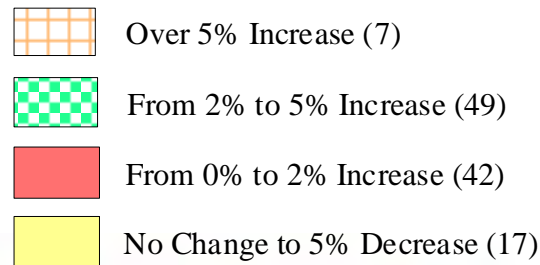 Over 5% Increase (7)
From 2% to 5% Increase (49)
From 0% to 2% Increase (42)
No Change to 5% Decrease (17)